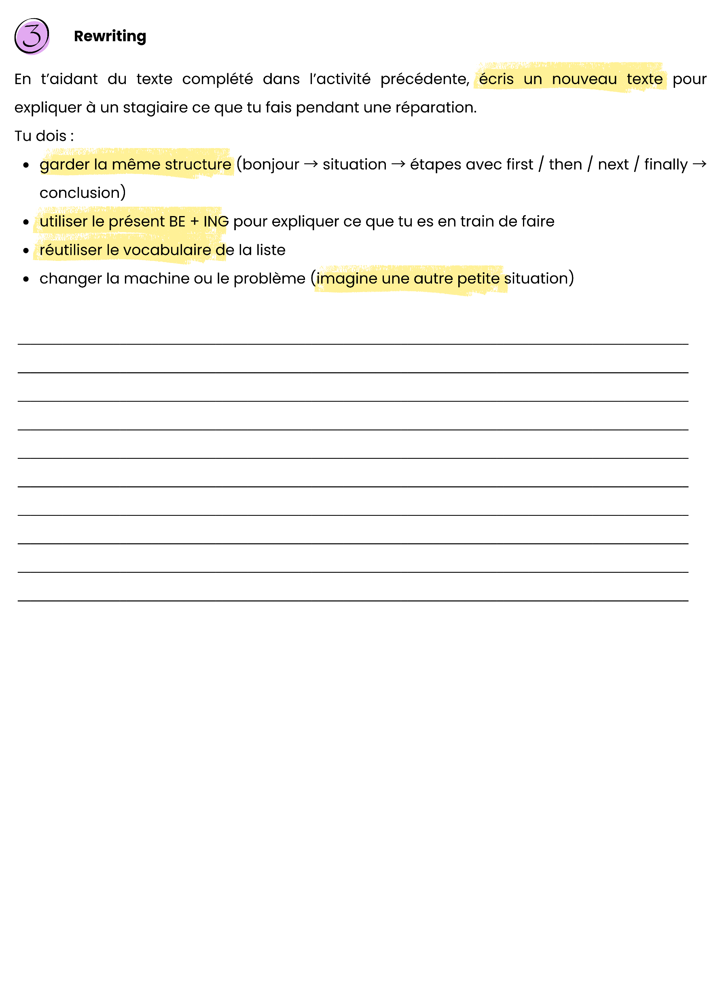 3 Rewriting
En t’aidant du texte complété dans l’activité précédente, écris un nouveau texte pour
expliquer à un stagiaire ce que tu fais pendant une réparation.
Tu dois :
• garder la même structure (bonjour → situation → étapes avec first / then / next / finally →
conclusion)
• utiliser le présent BE + ING pour expliquer ce que tu es en train de faire
• réutiliser le vocabulaire de la liste
• changer la machine ou le problème (imagine une autre petite situation)